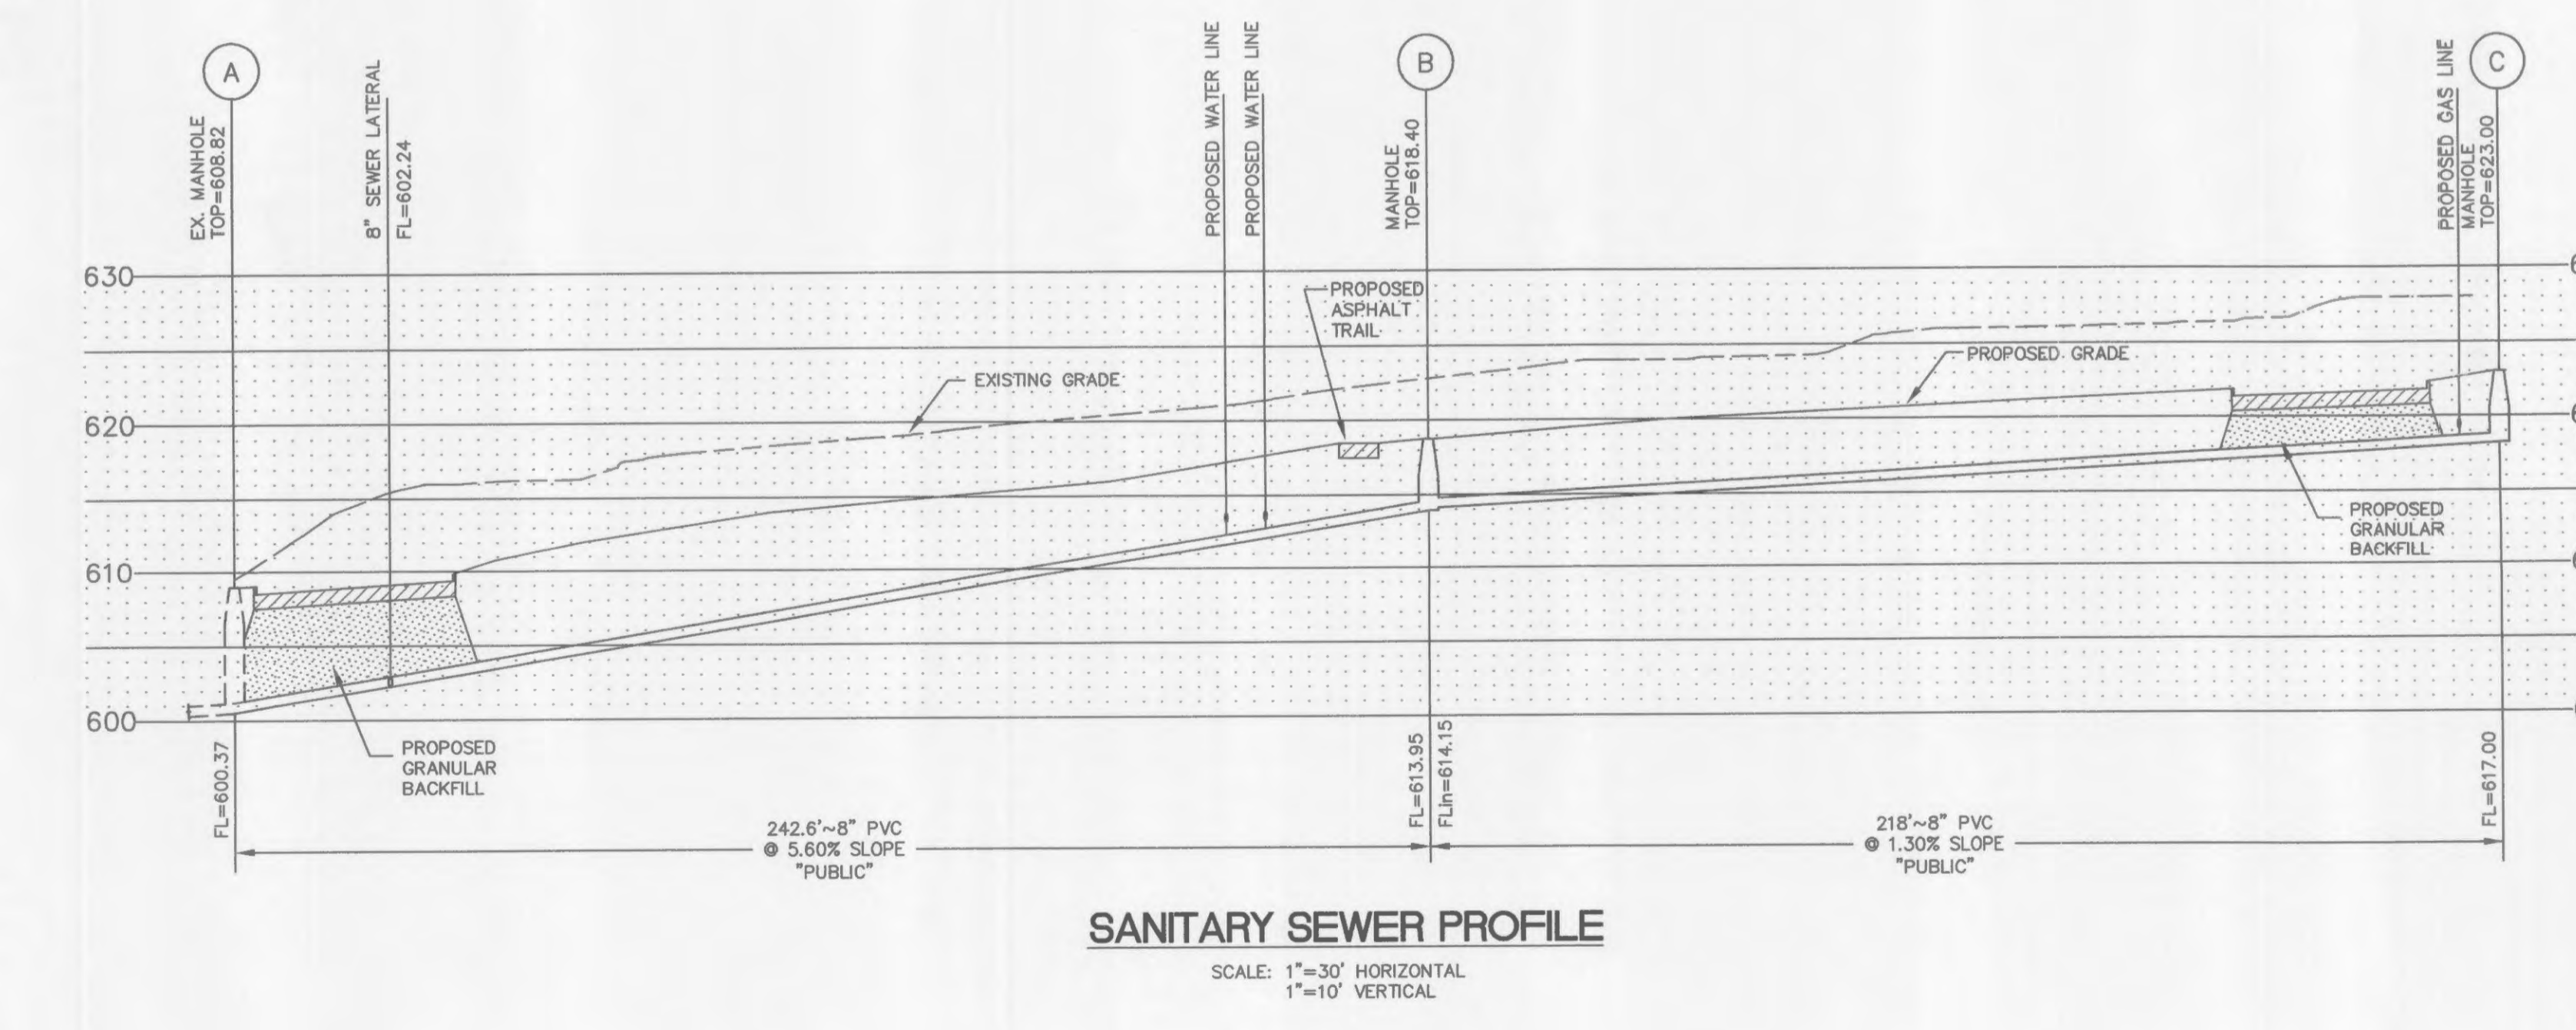 A
B
C
EX. MANHOLE
TOP=608.82
8" SEWER LATERAL
FL=602.24
PROPOSED WATER LINE
PROPOSED WATER LINE
MANHOLE
TOP=618.40
PROPOSED GAS LINE
MANHOLE
TOP=623.00
630
620
610
600
PROPOSED
ASPHALT
TRAIL
EXISTING GRADE
PROPOSED GRADE
PROPOSED
GRANULAR
BACKFILL
PROPOSED
GRANULAR
BACKFILL
FL=600.37
FL=613.95
FLin=614.15
FL=617.00
242.6'~8" PVC
@ 5.60% SLOPE
"PUBLIC"
218'~8" PVC
@ 1.30% SLOPE
"PUBLIC"
SANITARY SEWER PROFILE
SCALE: 1"=30' HORIZONTAL
1"=10' VERTICAL